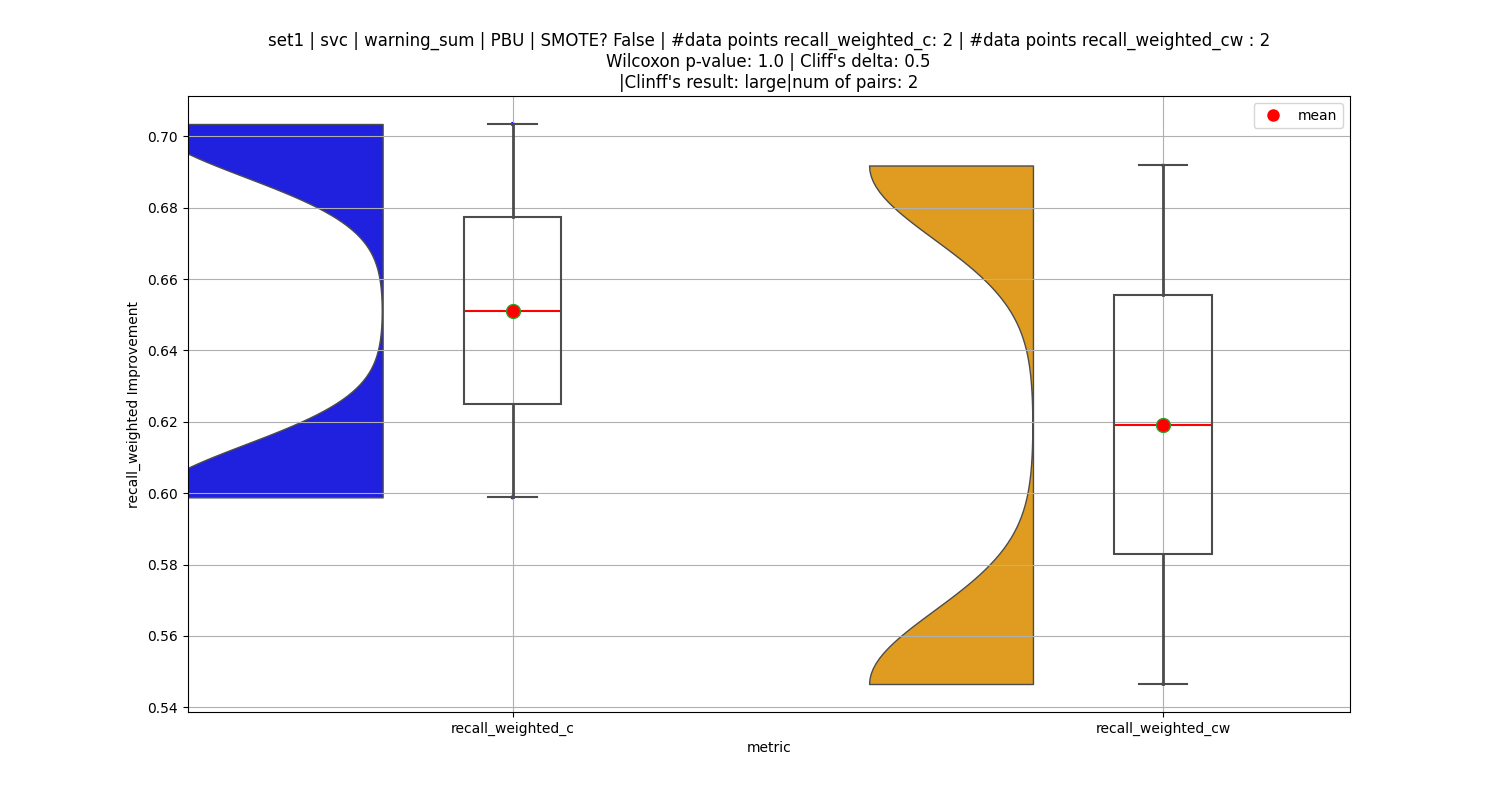 set1 | svc | warning_sum | PBU | SMOTE? False | #data points recall_weighted_c: 2 | #data points recall_weighted_cw : 2
Wilcoxon p-value: 1.0 | Cliff's delta: 0.5
|Clinff's result: large|num of pairs: 2
mean
0.70
0.68
0.66
0.64
0.62
0.60
0.58
0.56
0.54
recall_weighted Improvement
recall_weighted_c
recall_weighted_cw
metric